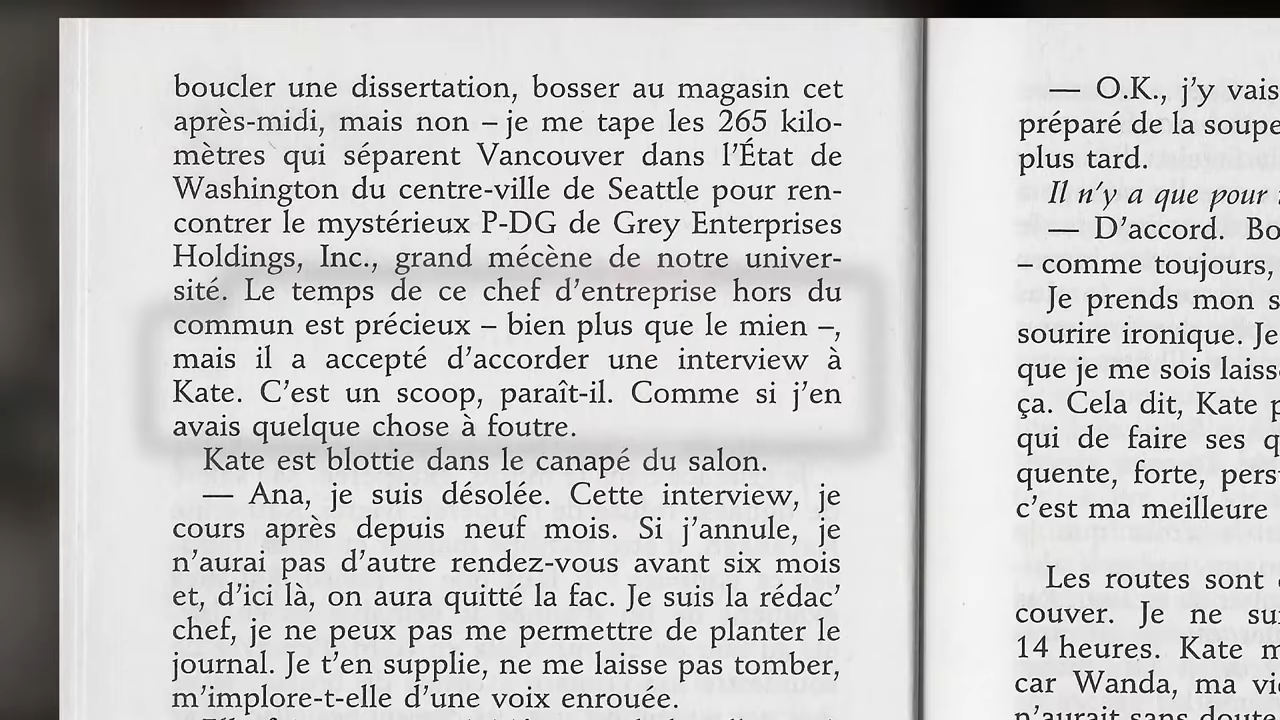 boucler une dissertation, bosser au magasin cet
après-midi, mais non – je me tape les 265 kilo-
mètres qui séparent Vancouver dans l'État de
Washington du centre-ville de Seattle pour ren-
contrer le mystérieux P-DG de Grey Enterprises
Holdings, Inc., grand mécène de notre univer-
sité. Le temps de ce chef d'entreprise hors du
commun est précieux – bien plus que le mien –,
mais il a accepté d'accorder une interview à
Kate. C'est un scoop, paraît-il. Comme si j'en
avais quelque chose à foutre.
Kate est blottie dans le canapé du salon.
— Ana, je suis désolée. Cette interview, je
cours après depuis neuf mois. Si j'annule, je
n'aurai pas d'autre rendez-vous avant six mois
et, d'ici là, on aura quitté la fac. Je suis la rédac'
chef, je ne peux pas me permettre de planter le
journal. Je t'en supplie, ne me laisse pas tomber,
m'implore-t-elle d'une voix enrouée.
— O.K., j'y vais
préparé de la soupe
plus tard.
Il n'y a que pour
— D'accord. Bo
– comme toujours,
Je prends mon s
sourire ironique. Je
que je me sois laiss
ça. Cela dit, Kate p
qui de faire ses q
quente, forte, pers
c'est ma meilleure
Les routes sont
couver. Je ne su
14 heures. Kate m
car Wanda, ma vi
n'aurait sans doute